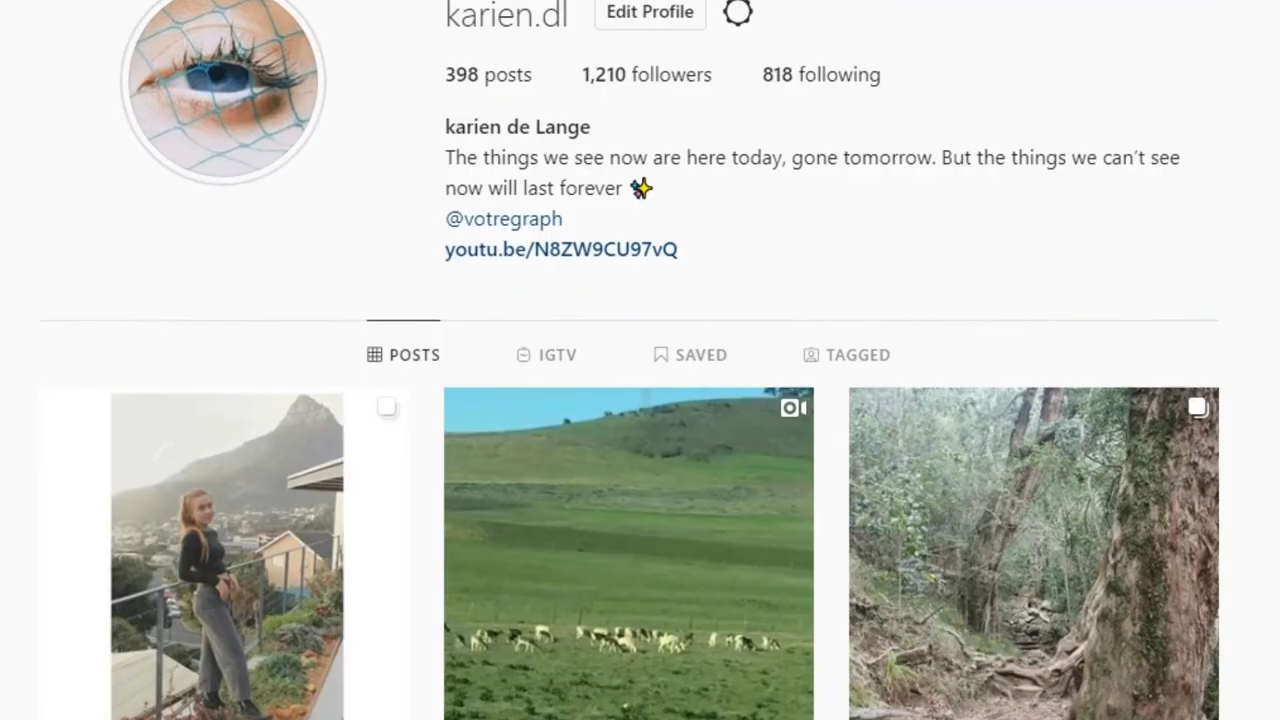 karien.dl Edit Profile
398 posts 1,210 followers 818 following
karien de Lange
The things we see now are here today, gone tomorrow. But the things we can't see
now will last forever ✨
@votregraph
youtu.be/N8ZW9CU97vQ
POSTS IGTV SAVED TAGGED